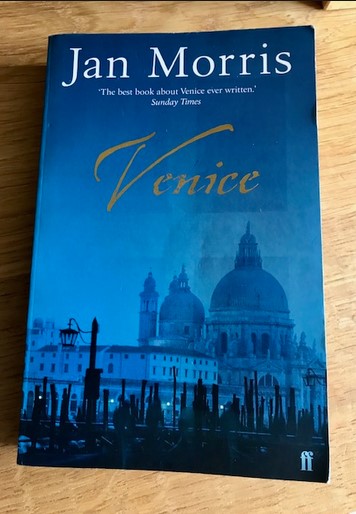 Jan Morris
‘The best book about Venice ever written.’
Sunday Times
Venice
ff